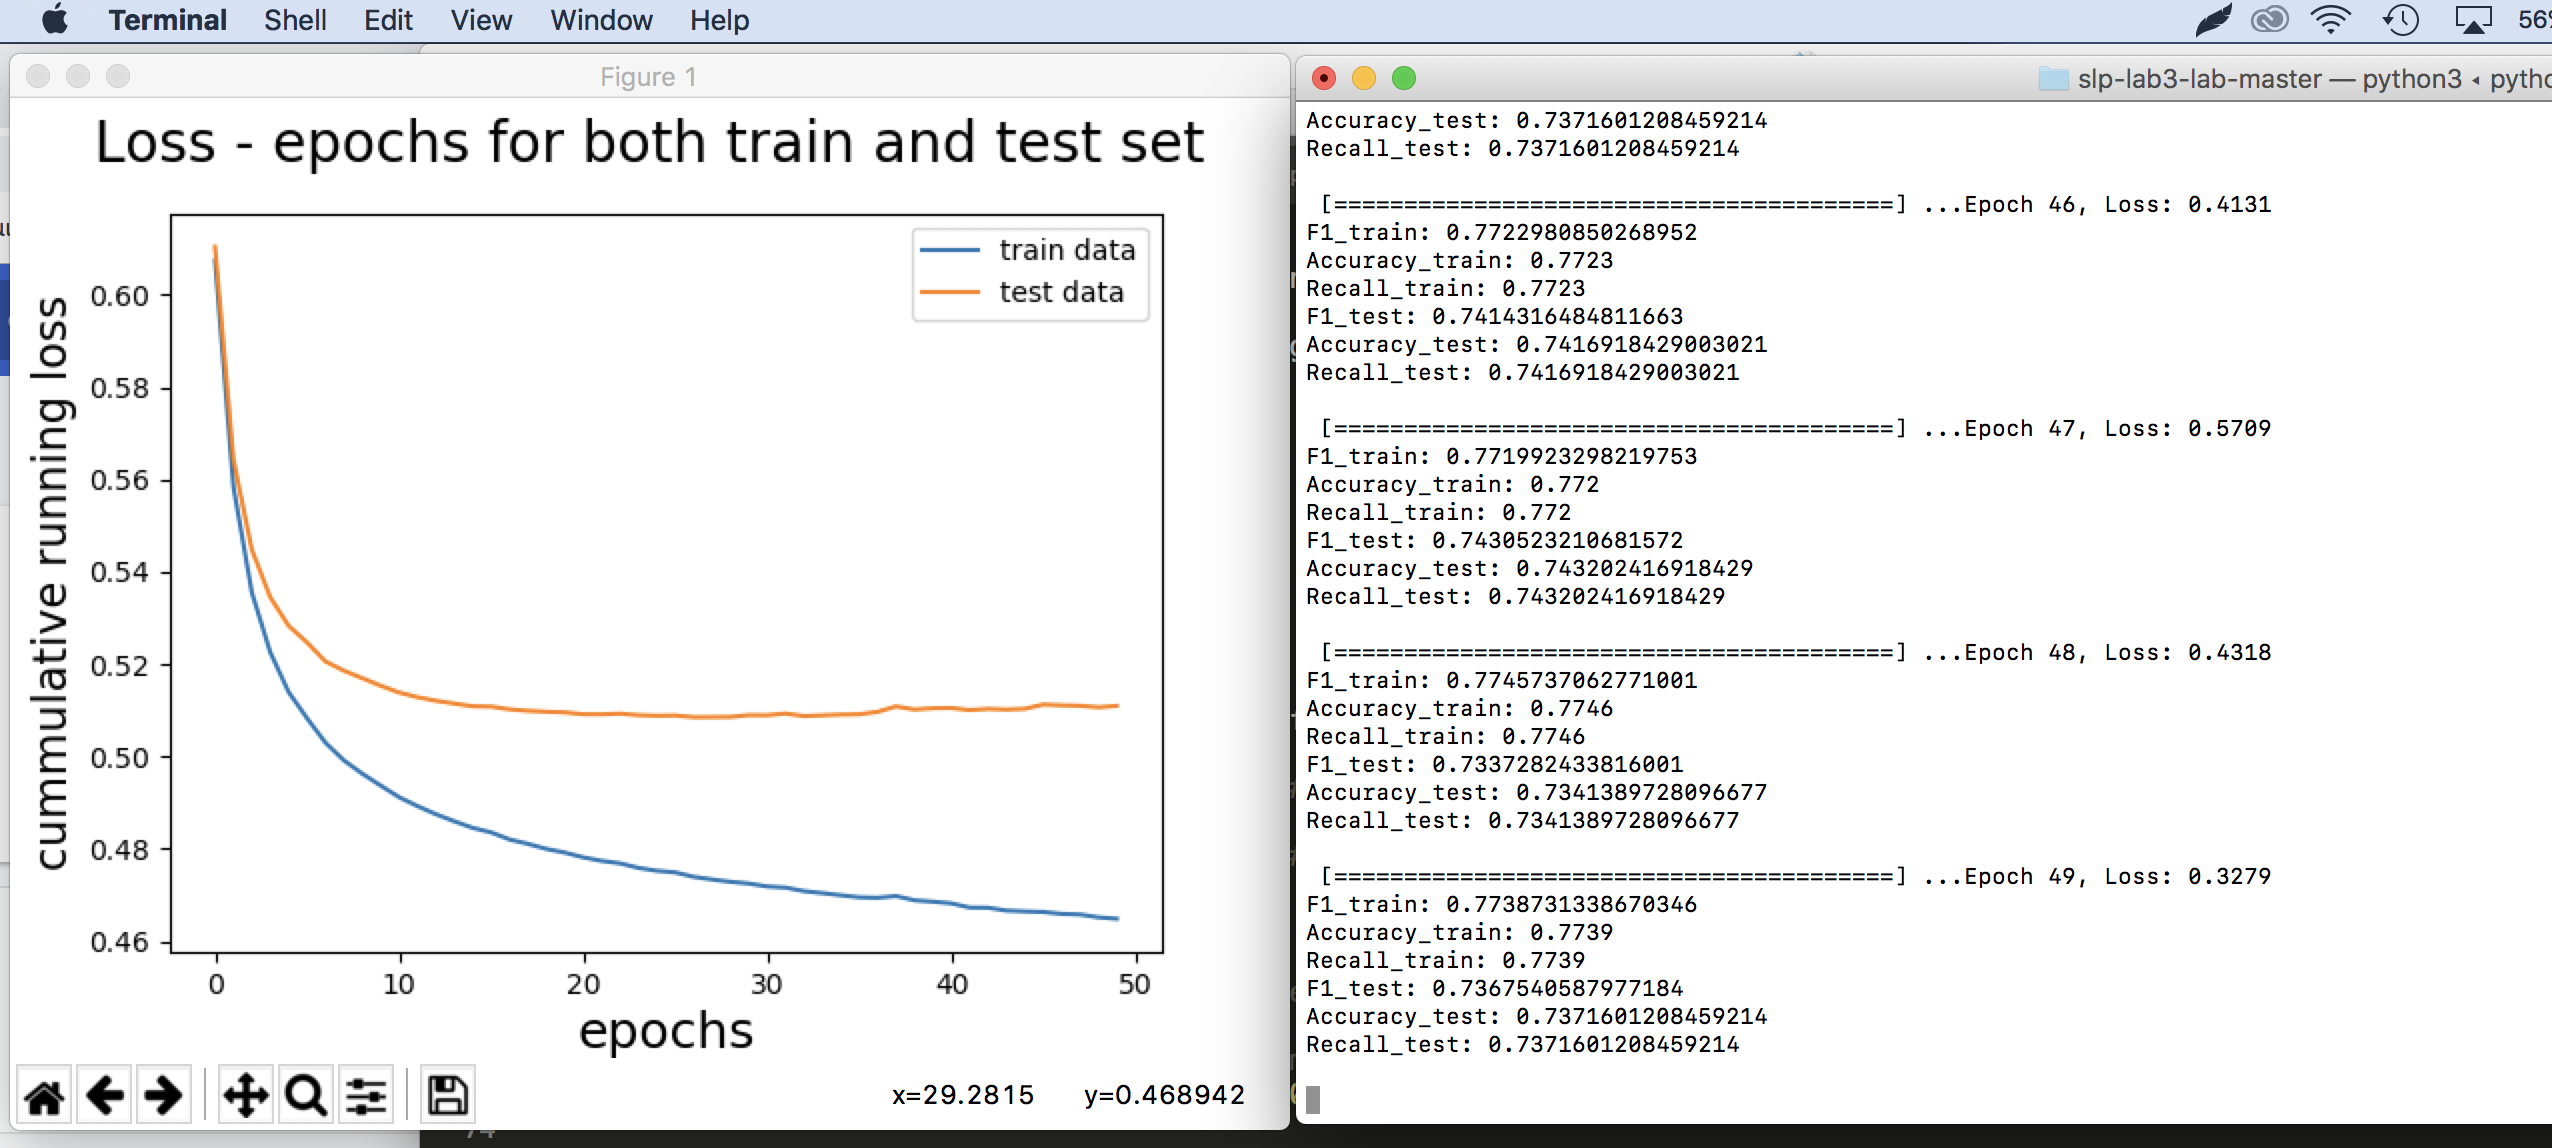 Terminal Shell Edit View Window Help
56%
Figure 1
Loss - epochs for both train and test set
train data
test data
cummulative running loss
0.60
0.58
0.56
0.54
0.52
0.50
0.48
0.46
0 10 20 30 40 50
epochs
x=29.2815 y=0.468942
74
slp-lab3-lab-master — python3 ◂ pytho
Accuracy_test: 0.7371601208459214
Recall_test: 0.7371601208459214
[========================================] ...Epoch 46, Loss: 0.4131
F1_train: 0.7722980850268952
Accuracy_train: 0.7723
Recall_train: 0.7723
F1_test: 0.7414316484811663
Accuracy_test: 0.7416918429003021
Recall_test: 0.7416918429003021
[========================================] ...Epoch 47, Loss: 0.5709
F1_train: 0.7719923298219753
Accuracy_train: 0.772
Recall_train: 0.772
F1_test: 0.7430523210681572
Accuracy_test: 0.743202416918429
Recall_test: 0.743202416918429
[========================================] ...Epoch 48, Loss: 0.4318
F1_train: 0.7745737062771001
Accuracy_train: 0.7746
Recall_train: 0.7746
F1_test: 0.7337282433816001
Accuracy_test: 0.7341389728096677
Recall_test: 0.7341389728096677
[========================================] ...Epoch 49, Loss: 0.3279
F1_train: 0.7738731338670346
Accuracy_train: 0.7739
Recall_train: 0.7739
F1_test: 0.7367540587977184
Accuracy_test: 0.7371601208459214
Recall_test: 0.7371601208459214